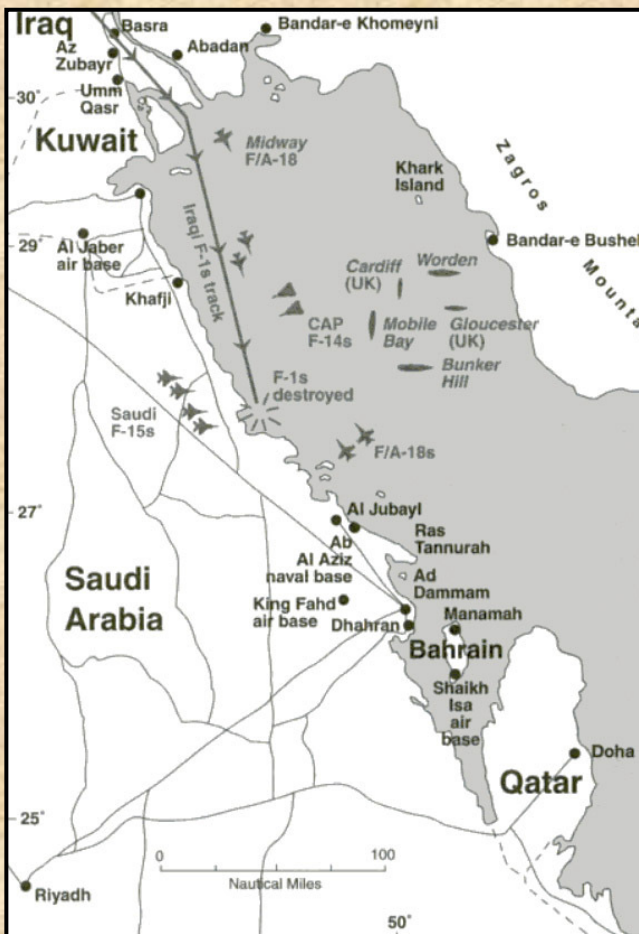 Iraq
Basra
Bandar-e Khomeyni
Az
Zubayr
Abadan
Umm
Qasr
30°
Kuwait
Midway
F/A-18
Zagros
Khark
Island
Iraqi F-1s track
29°
Al Jaber
air base
Bandar-e Bushel
Khafji
Cardiff
(UK)
Worden
Mounta
CAP
F-14s
Mobile
Bay
Gloucester
(UK)
Bunker
Hill
F-1s
destroyed
Saudi
F-15s
F/A-18s
27°
Al Jubayl
Ab
Al Aziz
naval base
Ras
Tannurah
Saudi
Arabia
King Fahd
air base
Ad
Dammam
Dhahran
Manamah
Bahrain
Shaikh
Isa
air
base
Doha
Qatar
25°
0
100
Nautical Miles
Riyadh
50°